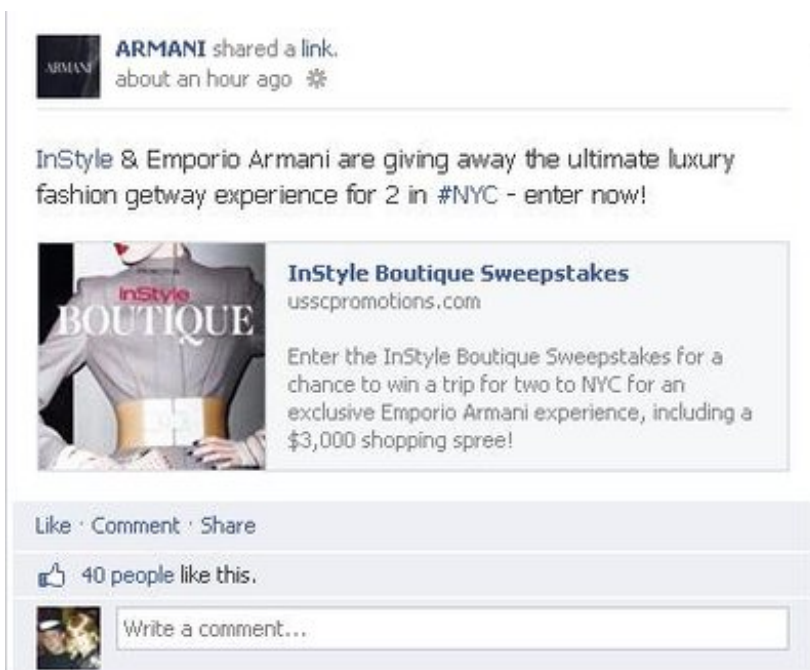 ARMANI
ARMANI shared a link.
about an hour ago
InStyle & Emporio Armani are giving away the ultimate luxury
fashion getway experience for 2 in #NYC - enter now!
InStyle
BOUTIQUE
InStyle Boutique Sweepstakes
usscpromotions.com
Enter the InStyle Boutique Sweepstakes for a
chance to win a trip for two to NYC for an
exclusive Emporio Armani experience, including a
$3,000 shopping spree!
Like · Comment · Share
40 people like this.
Write a comment...